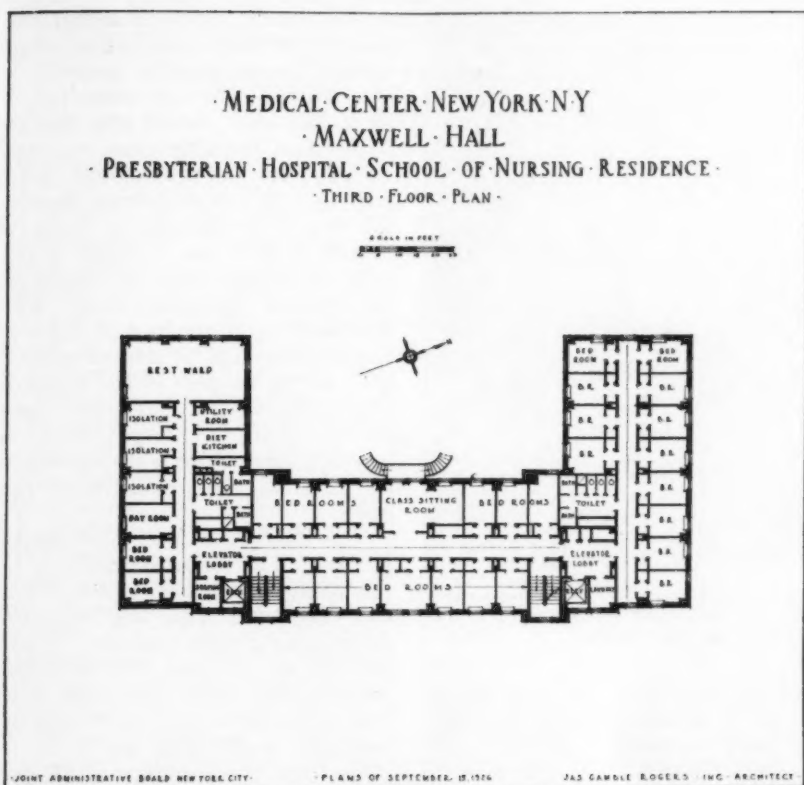 ·MEDICAL·CENTER·NEW YORK·N·Y
·MAXWELL·HALL
·PRESBYTERIAN·HOSPITAL·SCHOOL·OF·NURSING·RESIDENCE·
·THIRD·FLOOR·PLAN·
SCALE IN FEET
REST WARD
BED ROOM
BED ROOM
ISOLATION
UTILITY ROOM
B.R.
B.R.
ISOLATION
DIET KITCHEN
B.R.
B.R.
TOILET
B.R.
B.R.
ISOLATION
BATH
BED ROOMS
CLASS SITTING ROOM
BED ROOMS
BATH
TOILET
B.R.
TOILET
DAY ROOM
BATH
BATH
B.R.
BED ROOM
ELEVATOR LOBBY
ELEVATOR LOBBY
B.R.
BED ROOM
ROOM
BED ROOMS
B.R.
·JOINT ADMINISTRATIVE BOARD NEW YORK CITY·
·PLANS OF SEPTEMBER 15, 1926
JAS GAMBLE ROGERS·INC·ARCHITECT·